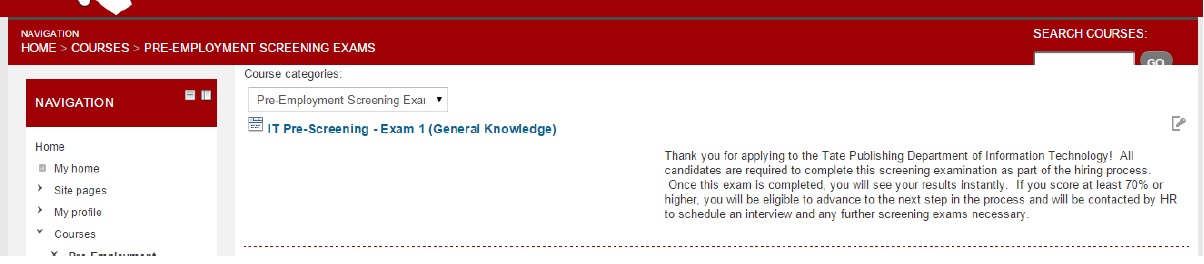 NAVIGATION
HOME > COURSES > PRE-EMPLOYMENT SCREENING EXAMS
SEARCH COURSES:
GO
NAVIGATION
Home
My home
Site pages
My profile
Courses
Pre-Employment
Course categories:
Pre-Employment Screening Exar
IT Pre-Screening - Exam 1 (General Knowledge)
Thank you for applying to the Tate Publishing Department of Information Technology! All
candidates are required to complete this screening examination as part of the hiring process.
Once this exam is completed, you will see your results instantly. If you score at least 70% or
higher, you will be eligible to advance to the next step in the process and will be contacted by HR
to schedule an interview and any further screening exams necessary.